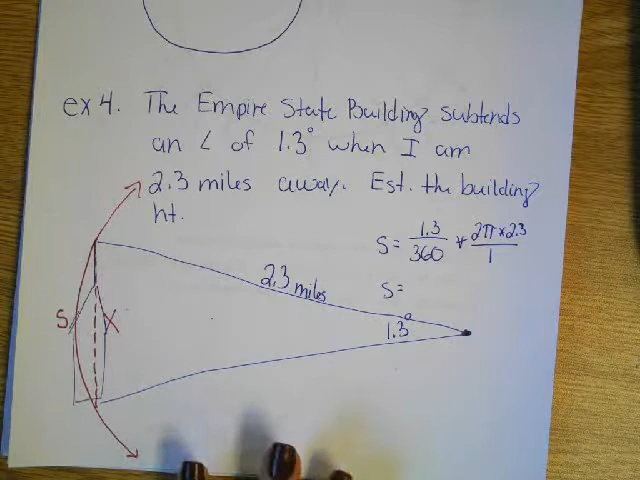 ex 4. The Empire State Building subtends
an ∠ of 1.3° when I am
2.3 miles away. Est. the building
ht.
S = 1.3/360 * 2π×2.3/1
S =
2.3 miles
1.3°
S X